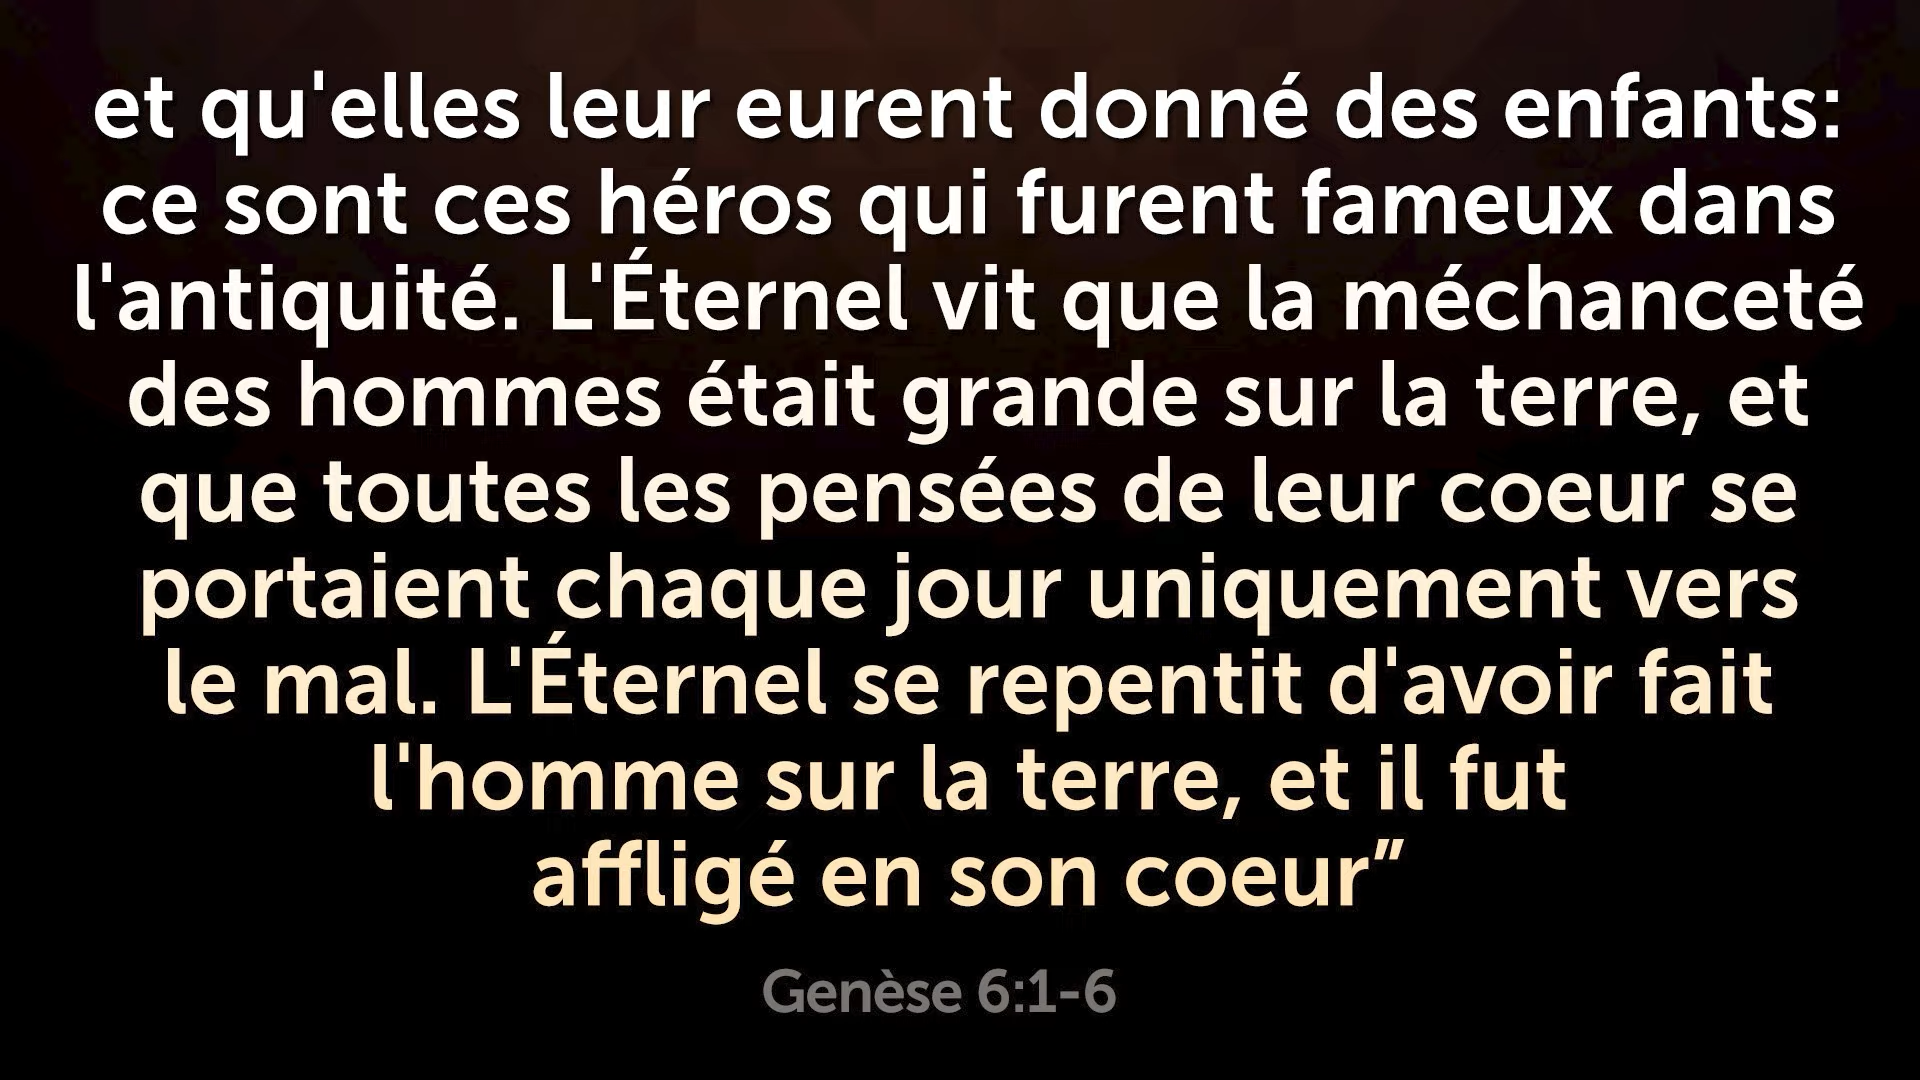 et qu'elles leur eurent donné des enfants:
ce sont ces héros qui furent fameux dans
l'antiquité. L'Éternel vit que la méchanceté
des hommes était grande sur la terre, et
que toutes les pensées de leur coeur se
portaient chaque jour uniquement vers
le mal. L'Éternel se repentit d'avoir fait
l'homme sur la terre, et il fut
affligé en son coeur”
Genèse 6:1-6